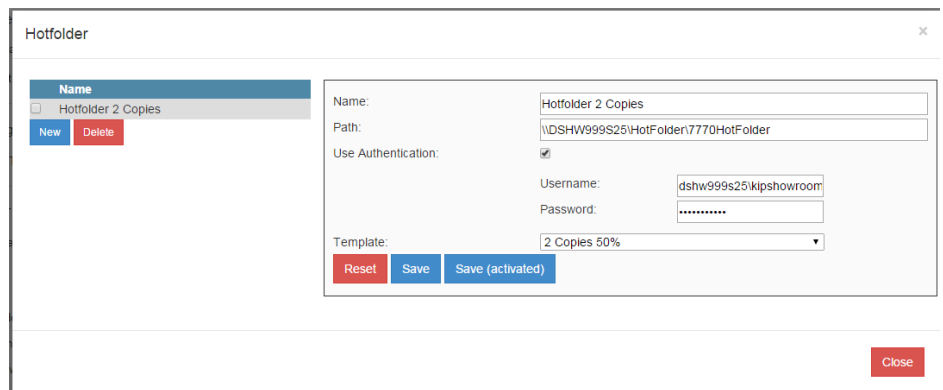 Hotfolder
×
Name
Hotfolder 2 Copies
New Delete
Name: Hotfolder 2 Copies
Path: \\DSHW999S25\HotFolder\7770HotFolder
Use Authentication:
Username: dshw999s25\kipshowroom
Password: •••••••••••
Template: 2 Copies 50%
Reset Save Save (activated)
Close